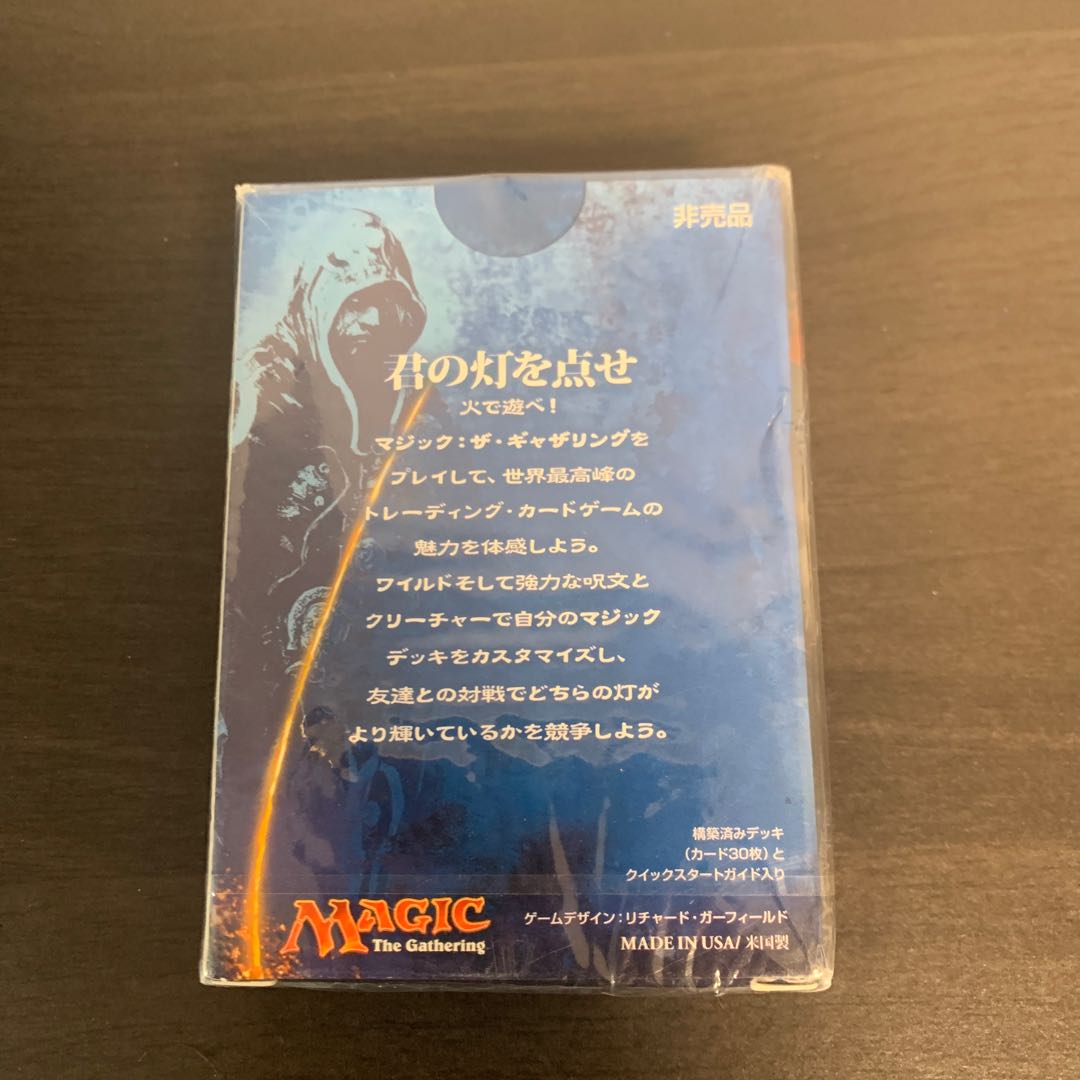 非売品
君の灯を点せ
火で遊べ!
マジック:ザ・ギャザリングを
プレイして、世界最高峰の
トレーディング・カードゲームの
魅力を体感しよう。
ワイルドそして強力な呪文と
クリーチャーで自分のマジック
デッキをカスタマイズし、
友達との対戦でどちらの灯が
より輝いているかを競争しよう。
構築済みデッキ
(カード30枚)と
クイックスタートガイド入り
MAGIC
The Gathering
ゲームデザイン:リチャード・ガーフィールド
MADE IN USA/ 米国製